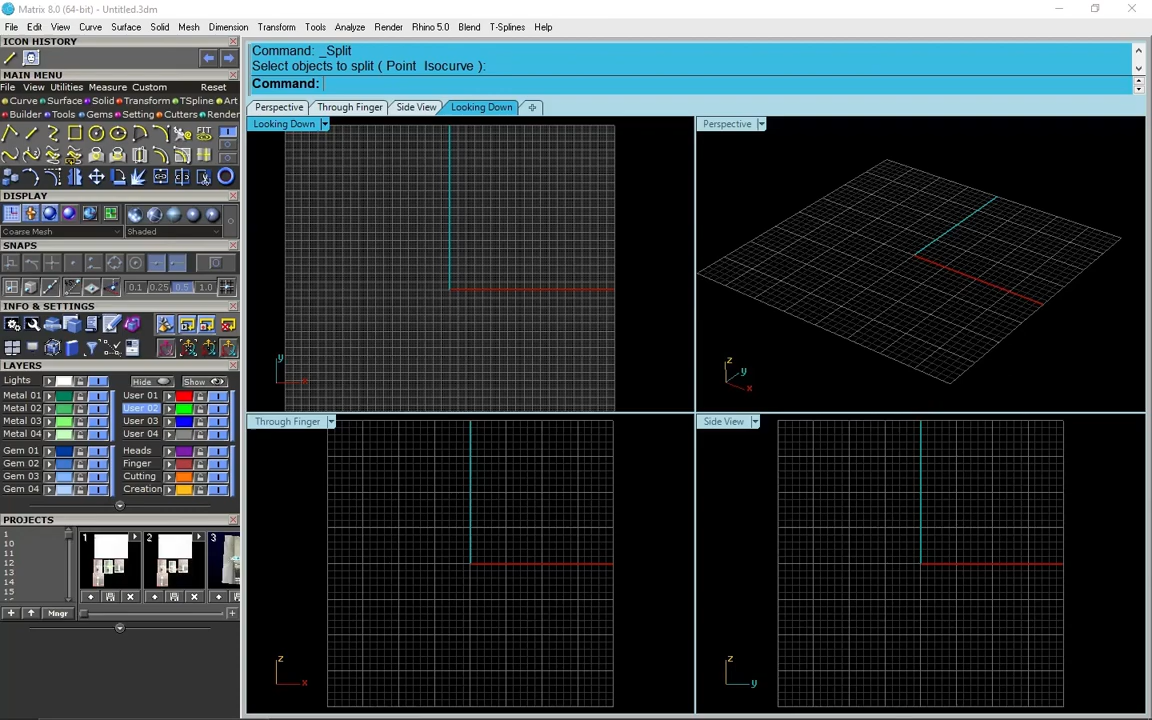 Matrix 8.0 (64-bit) - Untitled.3dm
File Edit View Curve Surface Solid Mesh Dimension Transform Tools Analyze Render Rhino 5.0 Blend T-Splines Help
ICON HISTORY
MAIN MENU
File View Utilities Measure Custom Reset
Curve Surface Solid Transform TSpline Art
Builder Tools Gems Setting Cutters Render
FIT
DISPLAY
Coarse Mesh Shaded
SNAPS
0.1 0.25 0.5 1.0
INFO & SETTINGS
LAYERS
Lights Hide Show
Metal 01 User 01
Metal 02 User 02
Metal 03 User 03
Metal 04 User 04
Gem 01 Heads
Gem 02 Finger
Gem 03 Cutting
Gem 04 Creation
PROJECTS
1
10
11
12
13
14
15
1 2 3
Mngr
Command: _Split
Select objects to split ( Point Isocurve ):
Command:
Perspective Through Finger Side View Looking Down
Looking Down
y
x
Perspective
z
y
x
Through Finger
z
x
Side View
z
y